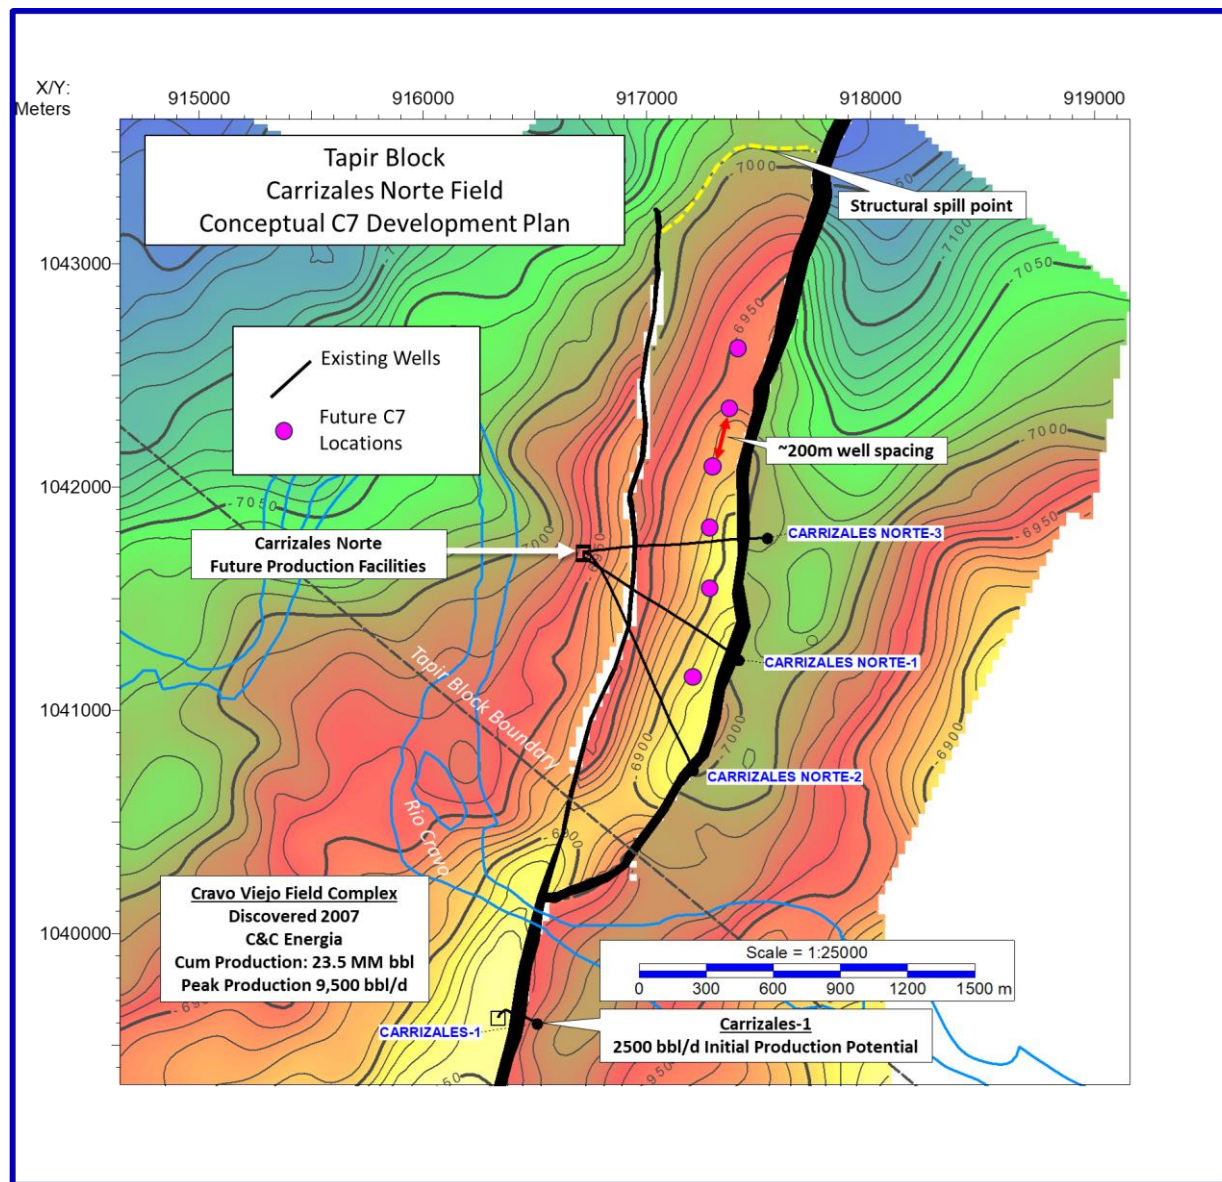 X/Y:
Meters
915000 916000 917000 918000 919000
Tapir Block
Carrizales Norte Field
Conceptual C7 Development Plan
-7000
Structural spill point
1043000
-7100
-7050
-6950
Existing Wells
Future C7
Locations
~200m well spacing
-7000
1042000
-7050
-7000
-6950
Carrizales Norte
Future Production Facilities
-6950
CARRIZALES NORTE-3
CARRIZALES NORTE-1
1041000
Tapir Block Boundary
-6900
-7000
-6900
CARRIZALES NORTE-2
Rio Cravo
-6900
Cravo Viejo Field Complex
Discovered 2007
C&C Energia
Cum Production: 23.5 MM bbl
Peak Production 9,500 bbl/d
1040000
Scale = 1:25000
0 300 600 900 1200 1500 m
-6950
CARRIZALES-1
Carrizales-1
2500 bbl/d Initial Production Potential
-6950